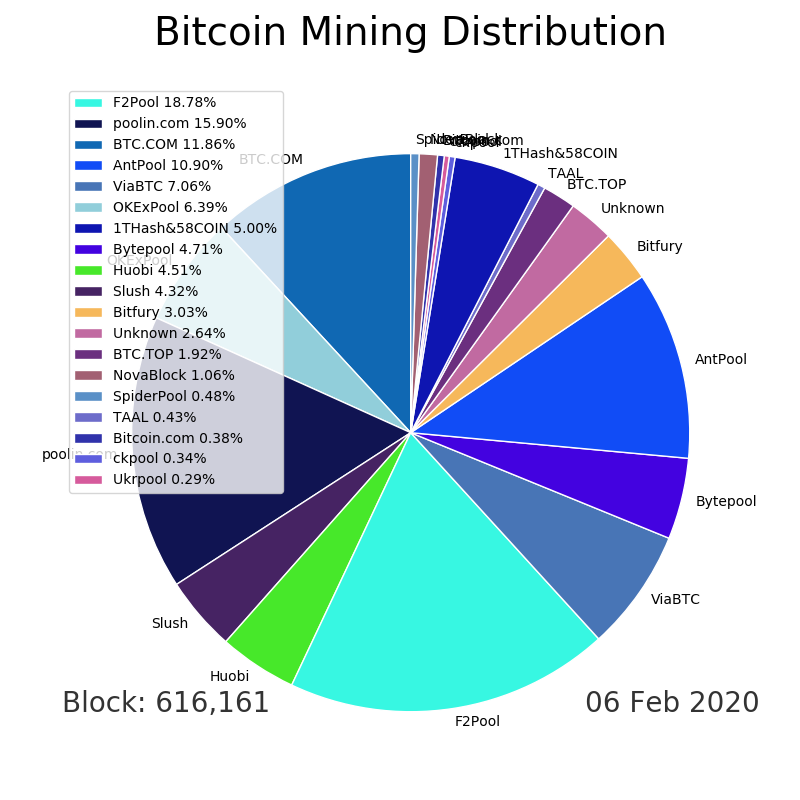 Bitcoin Mining Distribution
F2Pool 18.78%
poolin.com 15.90%
BTC.COM 11.86%
AntPool 10.90%
ViaBTC 7.06%
OKExPool 6.39%
1THash&58COIN 5.00%
Bytepool 4.71%
Huobi 4.51%
Slush 4.32%
Bitfury 3.03%
Unknown 2.64%
BTC.TOP 1.92%
NovaBlock 1.06%
SpiderPool 0.48%
TAAL 0.43%
Bitcoin.com 0.38%
ckpool 0.34%
Ukrpool 0.29%
BTC.COM
OKExPool
poolin.com
Slush
Huobi
F2Pool
ViaBTC
Bytepool
AntPool
Bitfury
Unknown
BTC.TOP
TAAL
1THash&58COIN
Block: 616,161
06 Feb 2020